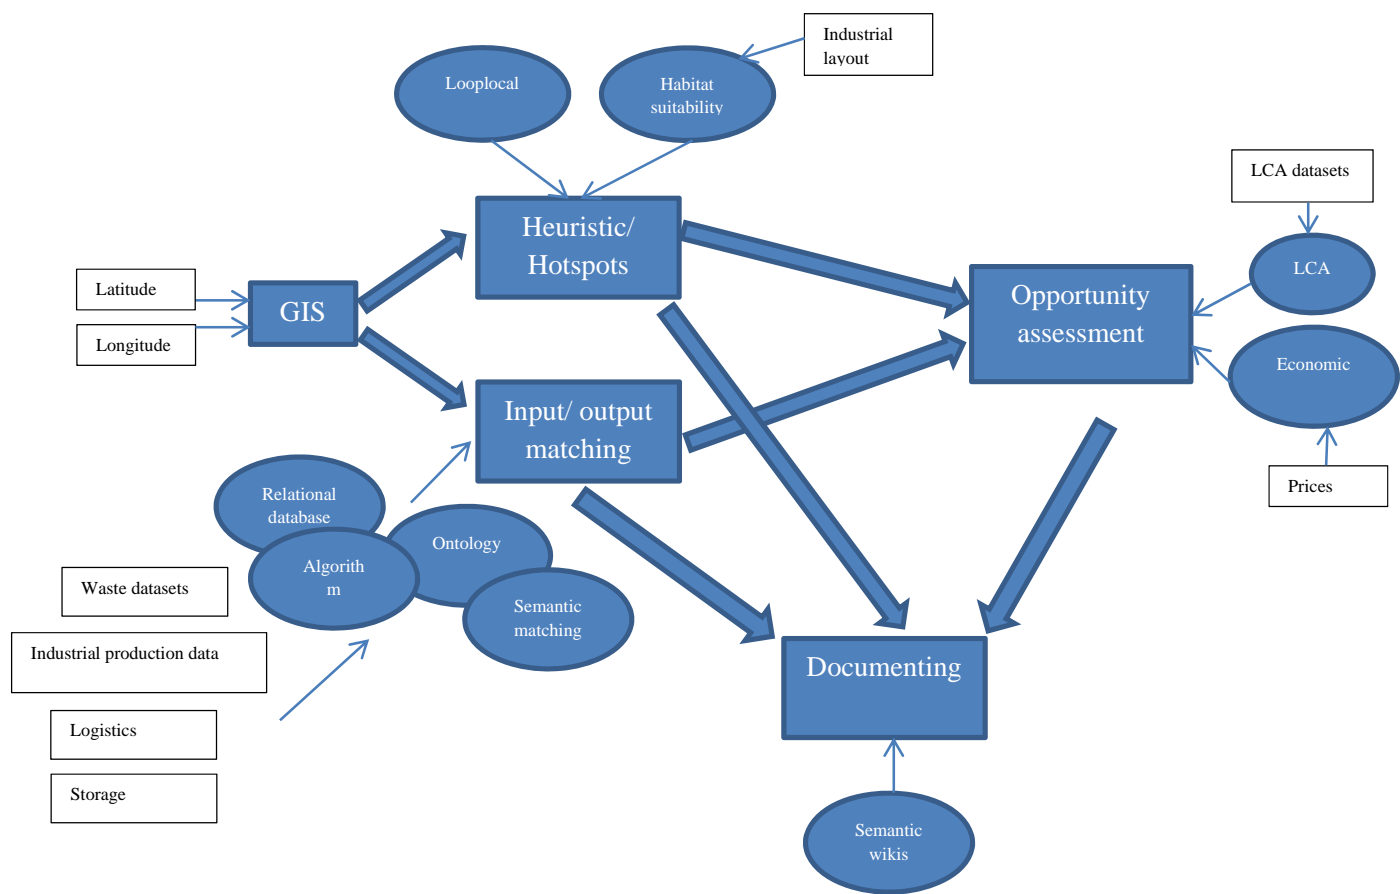 Industrial
layout
Looplocal
Habitat
suitability
LCA datasets
Heuristic/
Hotspots
LCA
Latitude
GIS
Longitude
Opportunity
assessment
Economic
Input/ output
matching
Prices
Relational
database
Ontology
Algorith
m
Waste datasets
Semantic
matching
Industrial production data
Documenting
Logistics
Storage
Semantic
wikis